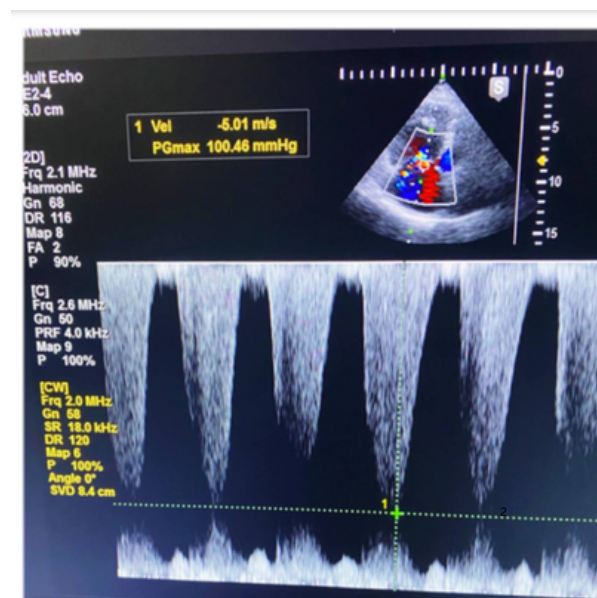 1 Vel -5.01 m/s
PGmax 100.46 mmHg
dult Echo
E2-4
6.0 cm
[2D]
Frq 2.1 MHz
Harmonic
Gn 68
DR 116
Map 8
FA 2
P 90%
[C]
Frq 2.6 MHz
Gn 50
PRF 4.0 kHz
Map 9
P 100%
[CW]
Frq 2.0 MHz
Gn 58
SR 18.0 kHz
DR 120
Map 6
P 100%
Angle 0°
SVD 8.4 cm
S
0
5
10
15
1
2